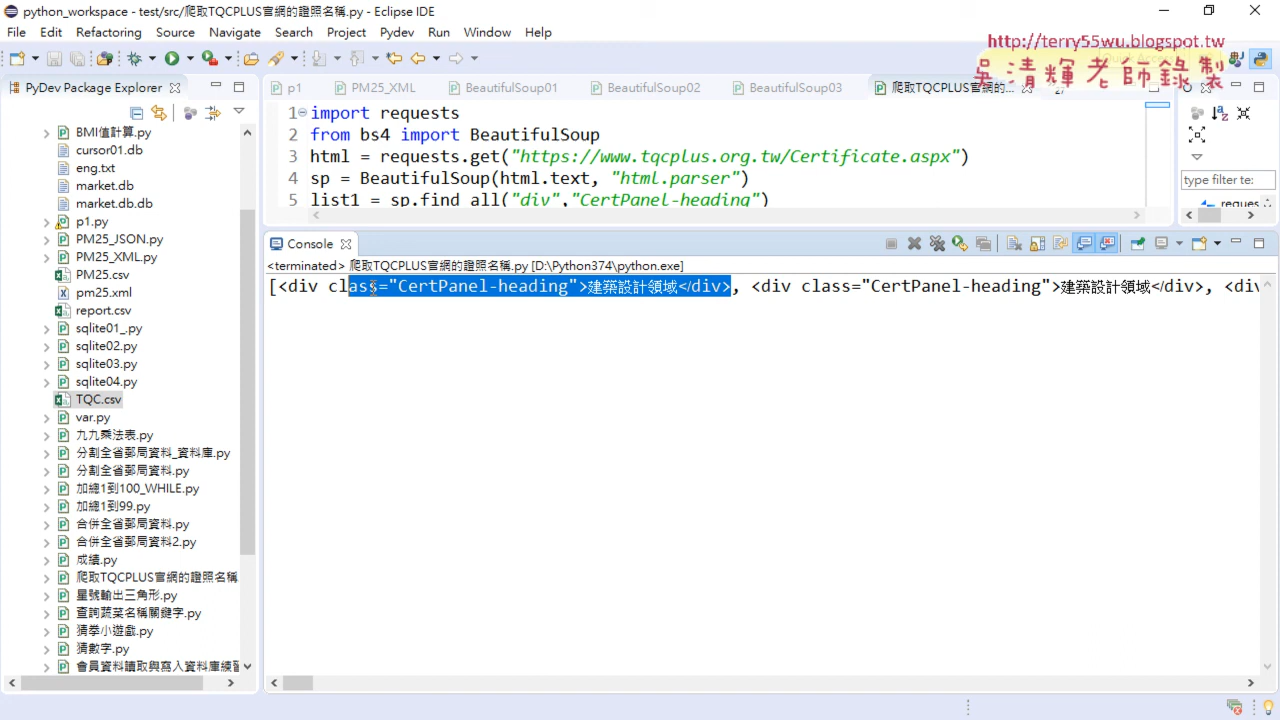 python_workspace - test/src/爬取TQCPLUS官網的證照名稱.py - Eclipse IDE
File Edit Refactoring Source Navigate Search Project Pydev Run Window Help
http://terry55wu.blogspot.tw
吳清輝老師錄製
PyDev Package Explorer
BMI值計算.py
cursor01.db
eng.txt
market.db
market.db.db
p1.py
PM25_JSON.py
PM25_XML.py
PM25.csv
pm25.xml
report.csv
sqlite01_.py
sqlite02.py
sqlite03.py
sqlite04.py
TQC.csv
var.py
九九乘法表.py
分割全省郵局資料_資料庫.py
分割全省郵局資料.py
加總1到100_WHILE.py
加總1到99.py
合併全省郵局資料.py
合併全省郵局資料2.py
成績.py
爬取TQCPLUS官網的證照名稱
星號輸出三角形.py
查詢蔬菜名稱關鍵字.py
猜拳小遊戲.py
猜數字.py
會員資料讀取與寫入資料庫練習
p1 PM25_XML BeautifulSoup01 BeautifulSoup02 BeautifulSoup03 爬取TQCPLUS官網的...
1 import requests
2 from bs4 import BeautifulSoup
3 html = requests.get("https://www.tqcplus.org.tw/Certificate.aspx")
4 sp = BeautifulSoup(html.text, "html.parser")
5 list1 = sp.find_all("div","CertPanel-heading")
type filter te:
reques
Console
<terminated> 爬取TQCPLUS官網的證照名稱.py [D:\Python374\python.exe]
[<div class="CertPanel-heading">建築設計領域</div>, <div class="CertPanel-heading">建築設計領域</div>, <div